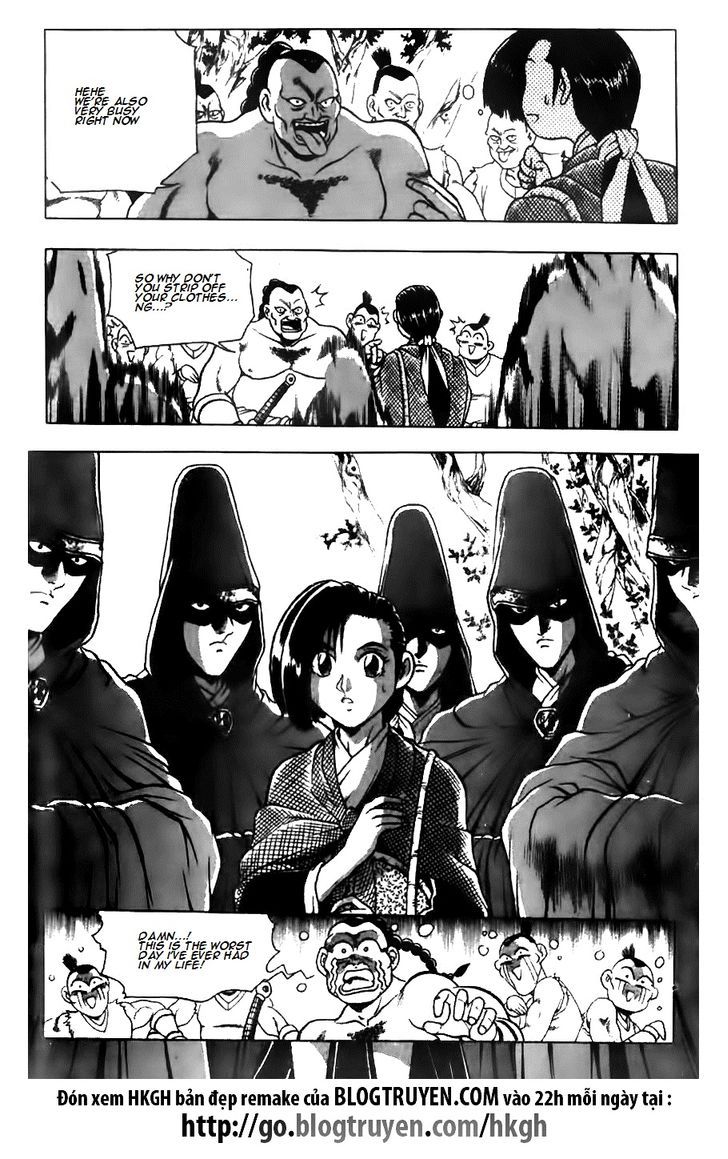 HEHE
WE'RE ALSO
VERY BUSY
RIGHT NOW
SO WHY DON'T
YOU STRIP OFF
YOUR CLOTHES...
NG...?
DAMN...!
THIS IS THE WORST
DAY I'VE EVER HAD
IN MY LIFE!
Đón xem HKGH bản đẹp remake của BLOGTRUYEN.COM vào 22h mỗi ngày tại :
http://go.blogtruyen.com/hkgh